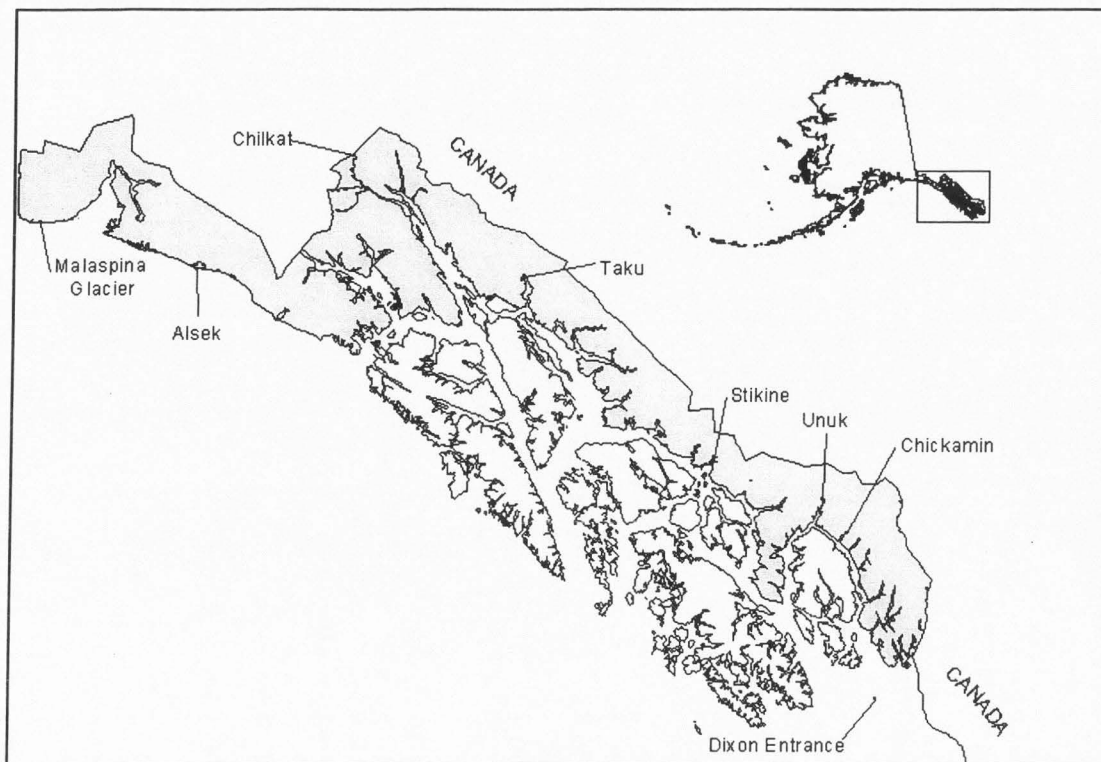 Chilkat
CANADA
Malaspina
Glacier
Alsek
Taku
Stikine
Unuk
Chickamin
CANADA
Dixon Entrance